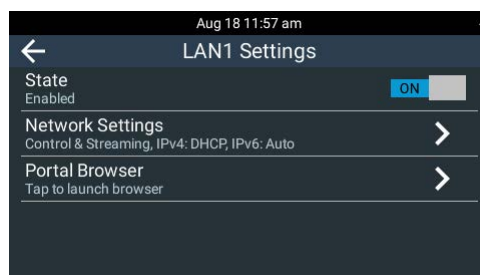 Aug 18 11:57 am
LAN1 Settings
State
Enabled
ON
Network Settings
Control & Streaming, IPv4: DHCP, IPv6: Auto
Portal Browser
Tap to launch browser